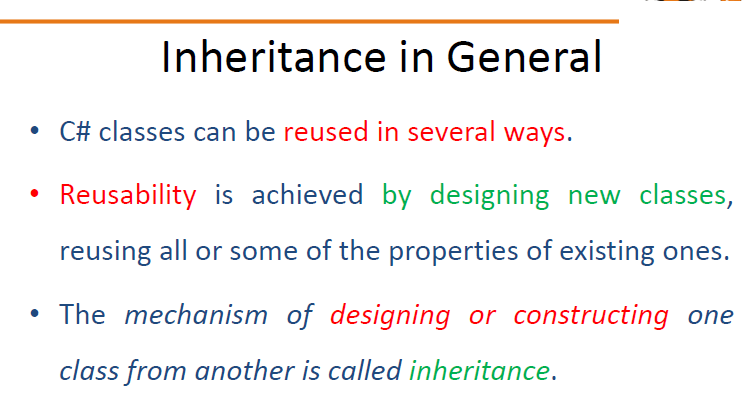 Inheritance in General
• C# classes can be reused in several ways.
• Reusability is achieved by designing new classes,
reusing all or some of the properties of existing ones.
• The mechanism of designing or constructing one
class from another is called inheritance.